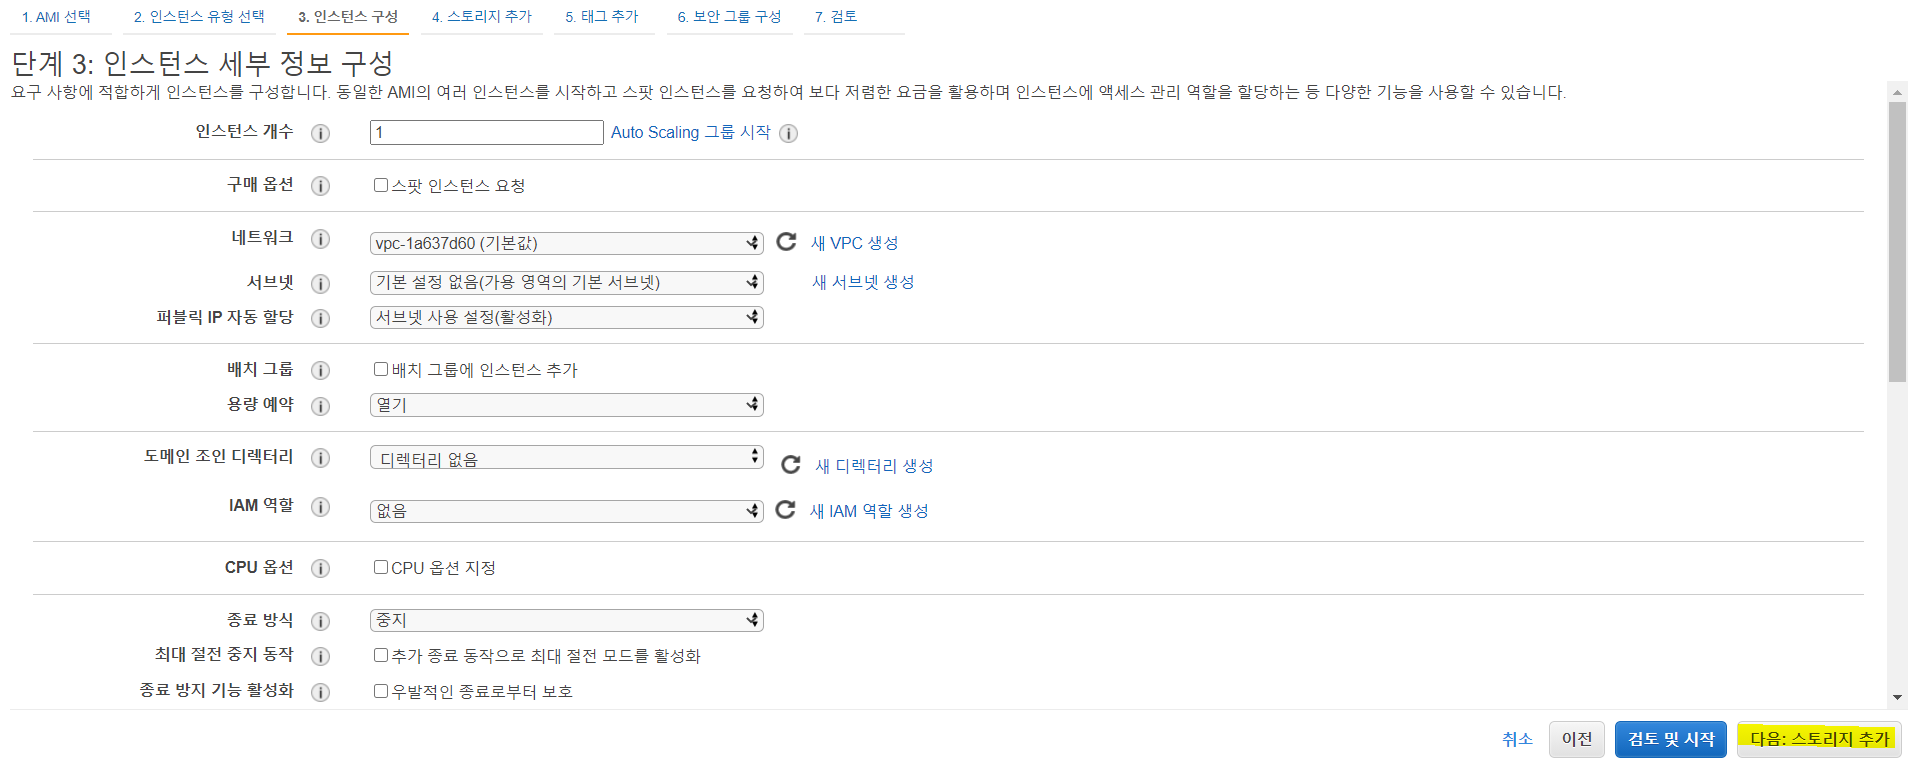 1. AMI 선택 2. 인스턴스 유형 선택 3. 인스턴스 구성 4. 스토리지 추가 5. 태그 추가 6. 보안 그룹 구성 7. 검토
단계 3: 인스턴스 세부 정보 구성
요구 사항에 적합하게 인스턴스를 구성합니다. 동일한 AMI의 여러 인스턴스를 시작하고 스팟 인스턴스를 요청하여 보다 저렴한 요금을 활용하며 인스턴스에 액세스 관리 역할을 할당하는 등 다양한 기능을 사용할 수 있습니다.
인스턴스 개수 i 1 Auto Scaling 그룹 시작 i
구매 옵션 i 스팟 인스턴스 요청
네트워크 i vpc-1a637d60 (기본값) 새 VPC 생성
서브넷 i 기본 설정 없음(가용 영역의 기본 서브넷) 새 서브넷 생성
퍼블릭 IP 자동 할당 i 서브넷 사용 설정(활성화)
배치 그룹 i 배치 그룹에 인스턴스 추가
용량 예약 i 열기
도메인 조인 디렉터리 i 디렉터리 없음 새 디렉터리 생성
IAM 역할 i 없음 새 IAM 역할 생성
CPU 옵션 i CPU 옵션 지정
종료 방식 i 중지
최대 절전 중지 동작 i 추가 종료 동작으로 최대 절전 모드를 활성화
종료 방지 기능 활성화 i 우발적인 종료로부터 보호
취소 이전 검토 및 시작 다음: 스토리지 추가